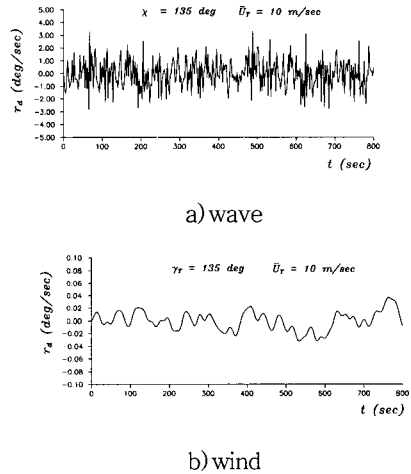 χ = 135 deg Ū_T = 10 m/sec
r_d (deg/sec)
5.00
4.00
3.00
2.00
1.00
0.00
−1.00
−2.00
−3.00
−4.00
−5.00
0 100 200 300 400 500 600 700 800
t (sec)
a)wave
γ_T = 135 deg Ū_T = 10 m/sec
r_d (deg/sec)
0.10
0.08
0.06
0.04
0.02
0.00
−0.02
−0.04
−0.06
−0.08
−0.10
0 100 200 300 400 500 600 700 800
t (sec)
b)wind